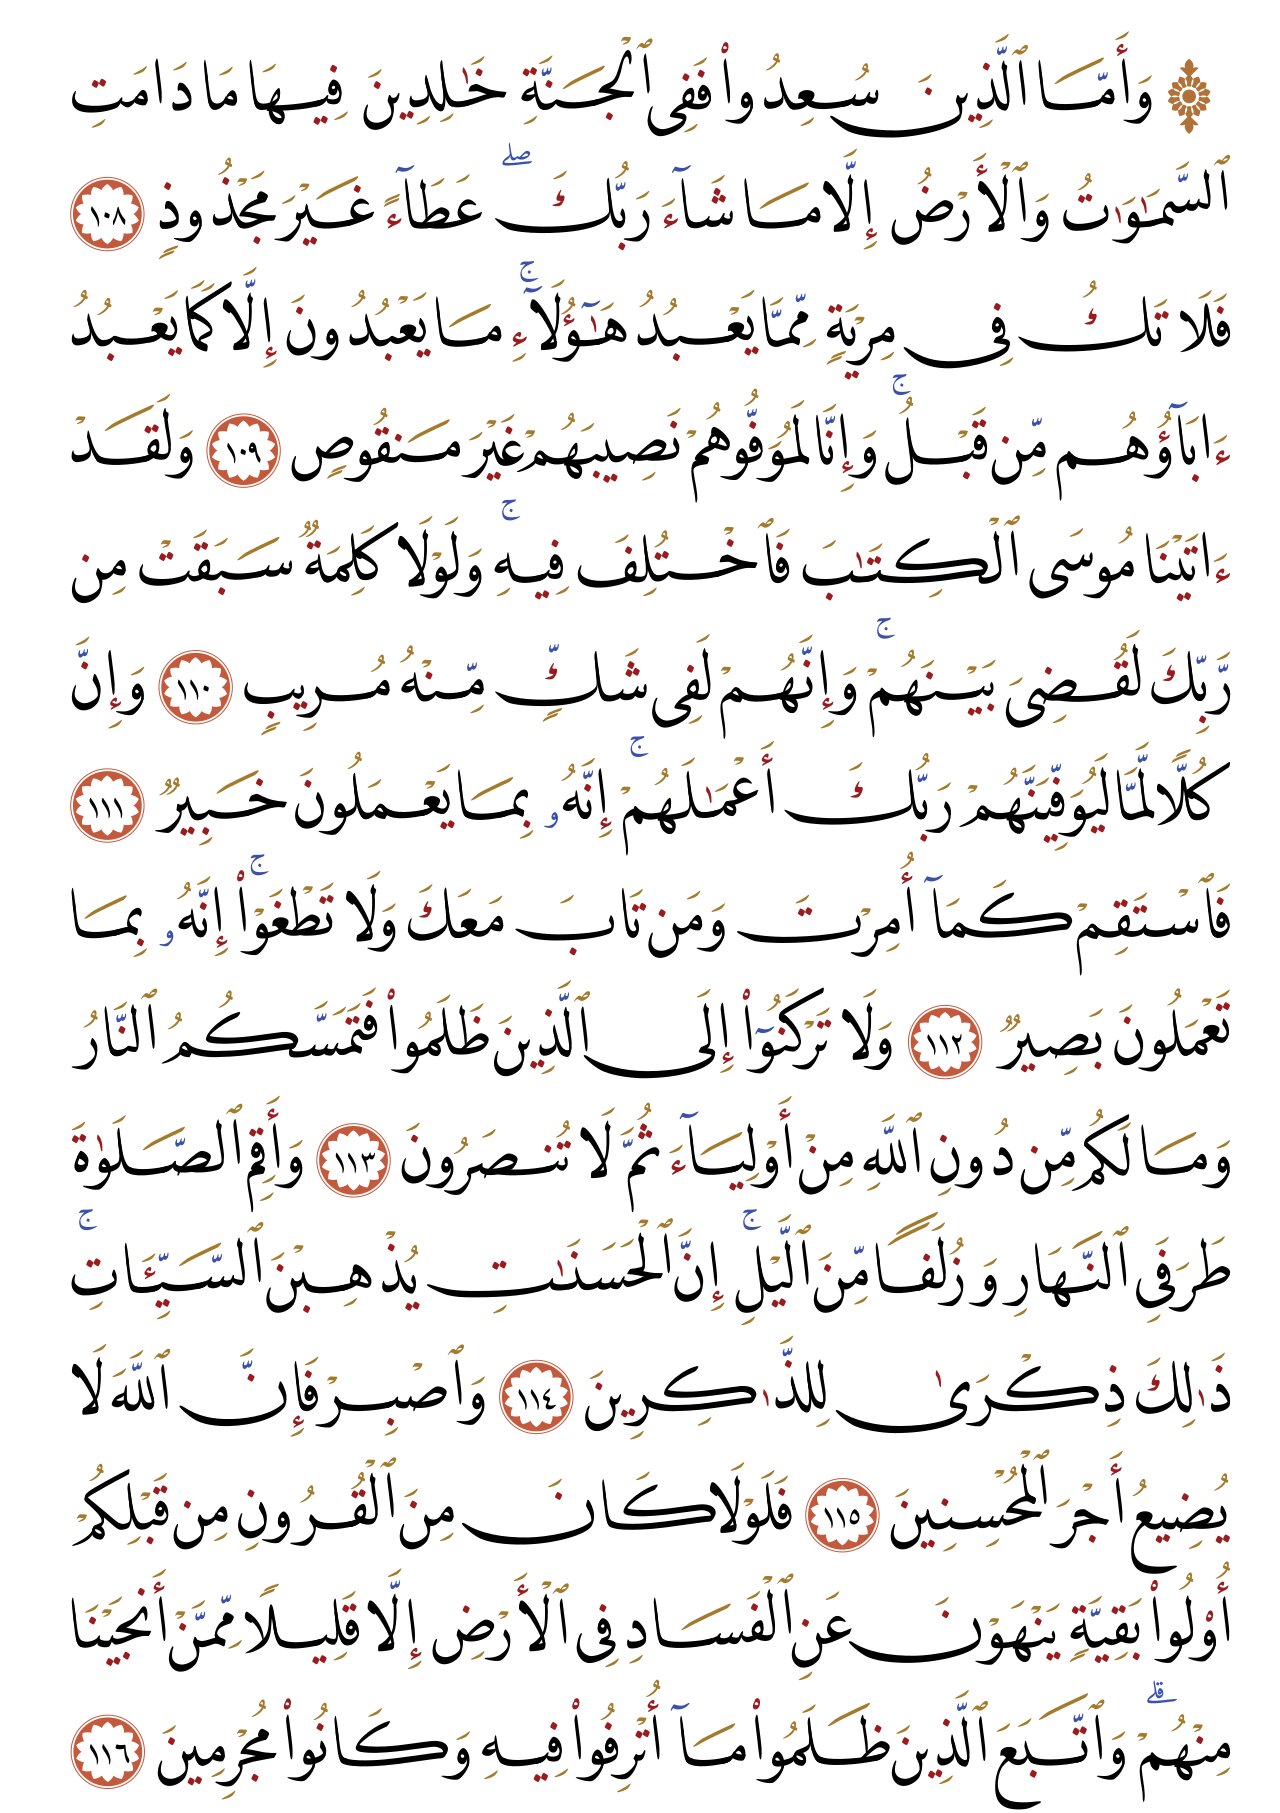 ۞ وَأَمَّا ٱلَّذِينَ سُعِدُوا۟ فَفِى ٱلْجَنَّةِ خَـٰلِدِينَ فِيهَا مَا دَامَتِ
ٱلسَّمَـٰوَٰتُ وَٱلْأَرْضُ إِلَّا مَا شَآءَ رَبُّكَ ۖ عَطَآءً غَيْرَ مَجْذُوذٍ ١٠٨
فَلَا تَكُ فِى مِرْيَةٍ مِّمَّا يَعْبُدُ هَـٰٓؤُلَآءِ ۚ مَا يَعْبُدُونَ إِلَّا كَمَا يَعْبُدُ
ءَابَآؤُهُم مِّن قَبْلُ ۚ وَإِنَّا لَمُوَفُّوهُمْ نَصِيبَهُمْ غَيْرَ مَنقُوصٍ ١٠٩ وَلَقَدْ
ءَاتَيْنَا مُوسَى ٱلْكِتَـٰبَ فَٱخْتُلِفَ فِيهِ ۚ وَلَوْلَا كَلِمَةٌ سَبَقَتْ مِن
رَّبِّكَ لَقُضِىَ بَيْنَهُمْ ۚ وَإِنَّهُمْ لَفِى شَكٍّ مِّنْهُ مُرِيبٍ ١١٠ وَإِنَّ
كُلًّا لَّمَّا لَيُوَفِّيَنَّهُمْ رَبُّكَ أَعْمَـٰلَهُمْ ۚ إِنَّهُۥ بِمَا يَعْمَلُونَ خَبِيرٌ ١١١
فَٱسْتَقِمْ كَمَآ أُمِرْتَ وَمَن تَابَ مَعَكَ وَلَا تَطْغَوْا۟ ۚ إِنَّهُۥ بِمَا
تَعْمَلُونَ بَصِيرٌ ١١٢ وَلَا تَرْكَنُوٓا۟ إِلَى ٱلَّذِينَ ظَلَمُوا۟ فَتَمَسَّكُمُ ٱلنَّارُ
وَمَا لَكُم مِّن دُونِ ٱللَّهِ مِنْ أَوْلِيَآءَ ثُمَّ لَا تُنصَرُونَ ١١٣ وَأَقِمِ ٱلصَّلَوٰةَ
طَرَفَىِ ٱلنَّهَارِ وَزُلَفًا مِّنَ ٱلَّيْلِ ۚ إِنَّ ٱلْحَسَنَـٰتِ يُذْهِبْنَ ٱلسَّيِّـَٔاتِ ۚ
ذَٰلِكَ ذِكْرَىٰ لِلذَّٰكِرِينَ ١١٤ وَٱصْبِرْ فَإِنَّ ٱللَّهَ لَا
يُضِيعُ أَجْرَ ٱلْمُحْسِنِينَ ١١٥ فَلَوْلَا كَانَ مِنَ ٱلْقُرُونِ مِن قَبْلِكُمْ
أُو۟لُوا۟ بَقِيَّةٍ يَنْهَوْنَ عَنِ ٱلْفَسَادِ فِى ٱلْأَرْضِ إِلَّا قَلِيلًا مِّمَّنْ أَنجَيْنَا
مِنْهُمْ ۗ وَٱتَّبَعَ ٱلَّذِينَ ظَلَمُوا۟ مَآ أُتْرِفُوا۟ فِيهِ وَكَانُوا۟ مُجْرِمِينَ ١١٦